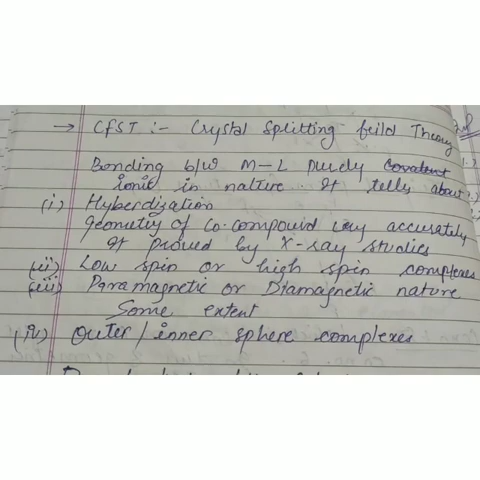 → CFST :- Crystal Splitting feild Theory
Bonding b/w M-L purely Covalent
ionic in nature. It tells about
(i) Hyberdization
Geometry of Co.compound very accurately
It proved by X-ray studies
(ii) Low spin or high spin complexes
(iii) Paramagnetic or Diamagnetic nature
Some extent
(iv) Outer/inner sphere complexes